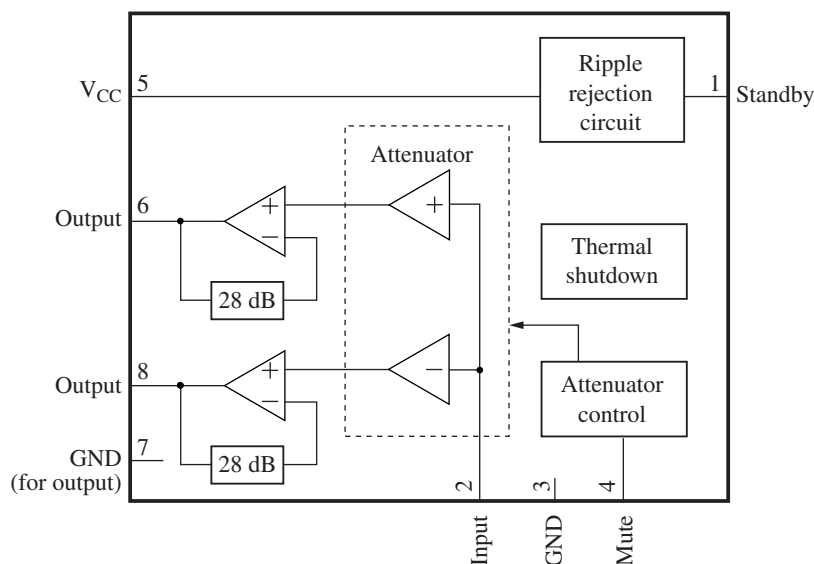 V_CC
5
Ripple
rejection
circuit
1
Standby
Attenuator
Output
6
+
−
+
Thermal
shutdown
28 dB
Output
8
+
−
−
Attenuator
control
GND
(for output)
7
28 dB
2
3
4
Input
GND
Mute